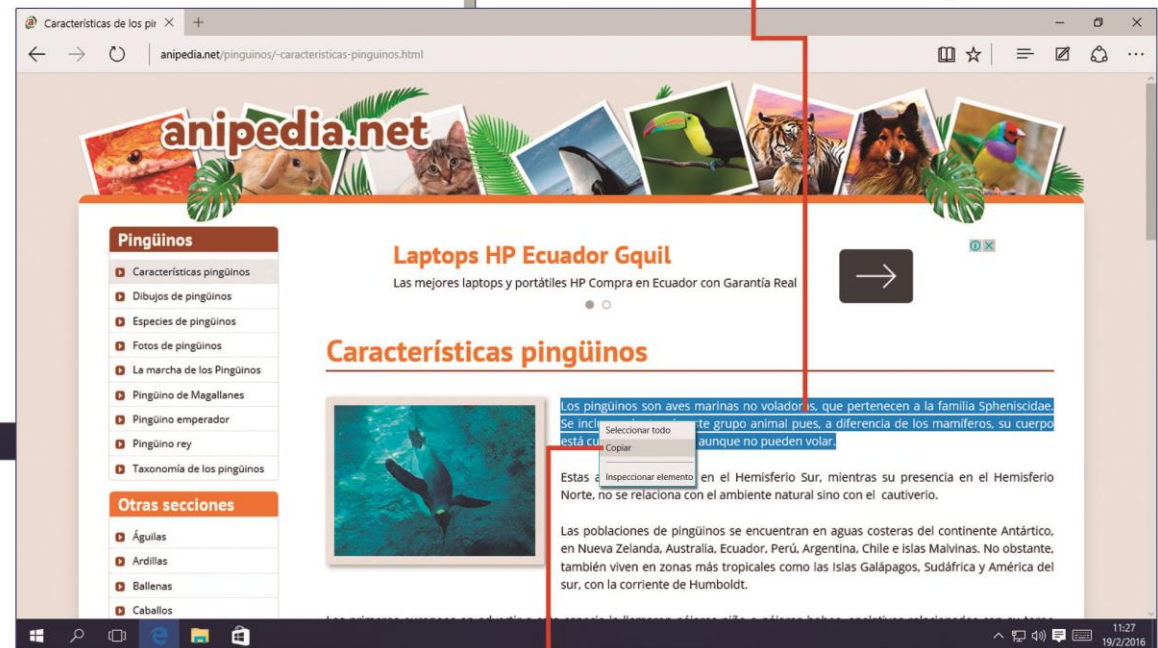 Características de los pin
anipedia.net/pinguinos/-caracteristicas-pinguinos.html
anipedia.net
Pingüinos
Características pingüinos
Dibujos de pingüinos
Especies de pingüinos
Fotos de pingüinos
La marcha de los Pingüinos
Pingüino de Magallanes
Pingüino emperador
Pingüino rey
Taxonomía de los pingüinos
Otras secciones
Águilas
Ardillas
Ballenas
Caballos
Laptops HP Ecuador Gquil
Las mejores laptops y portátiles HP Compra en Ecuador con Garantía Real
Características pingüinos
Los pingüinos son aves marinas no voladoras, que pertenecen a la familia Spheniscidae.
Se grupo animal pues, a diferencia de los mamíferos, su cuerpo
está aunque no pueden volar.
Seleccionar todo
Copiar
Inspeccionar elemento
Estas en el Hemisferio Sur, mientras su presencia en el Hemisferio
Norte, no se relaciona con el ambiente natural sino con el cautiverio.
Las poblaciones de pingüinos se encuentran en aguas costeras del continente Antártico,
en Nueva Zelanda, Australia, Ecuador, Perú, Argentina, Chile e islas Malvinas. No obstante,
también viven en zonas más tropicales como las Islas Galápagos, Sudáfrica y América del
sur, con la corriente de Humboldt.
11:27
19/2/2016